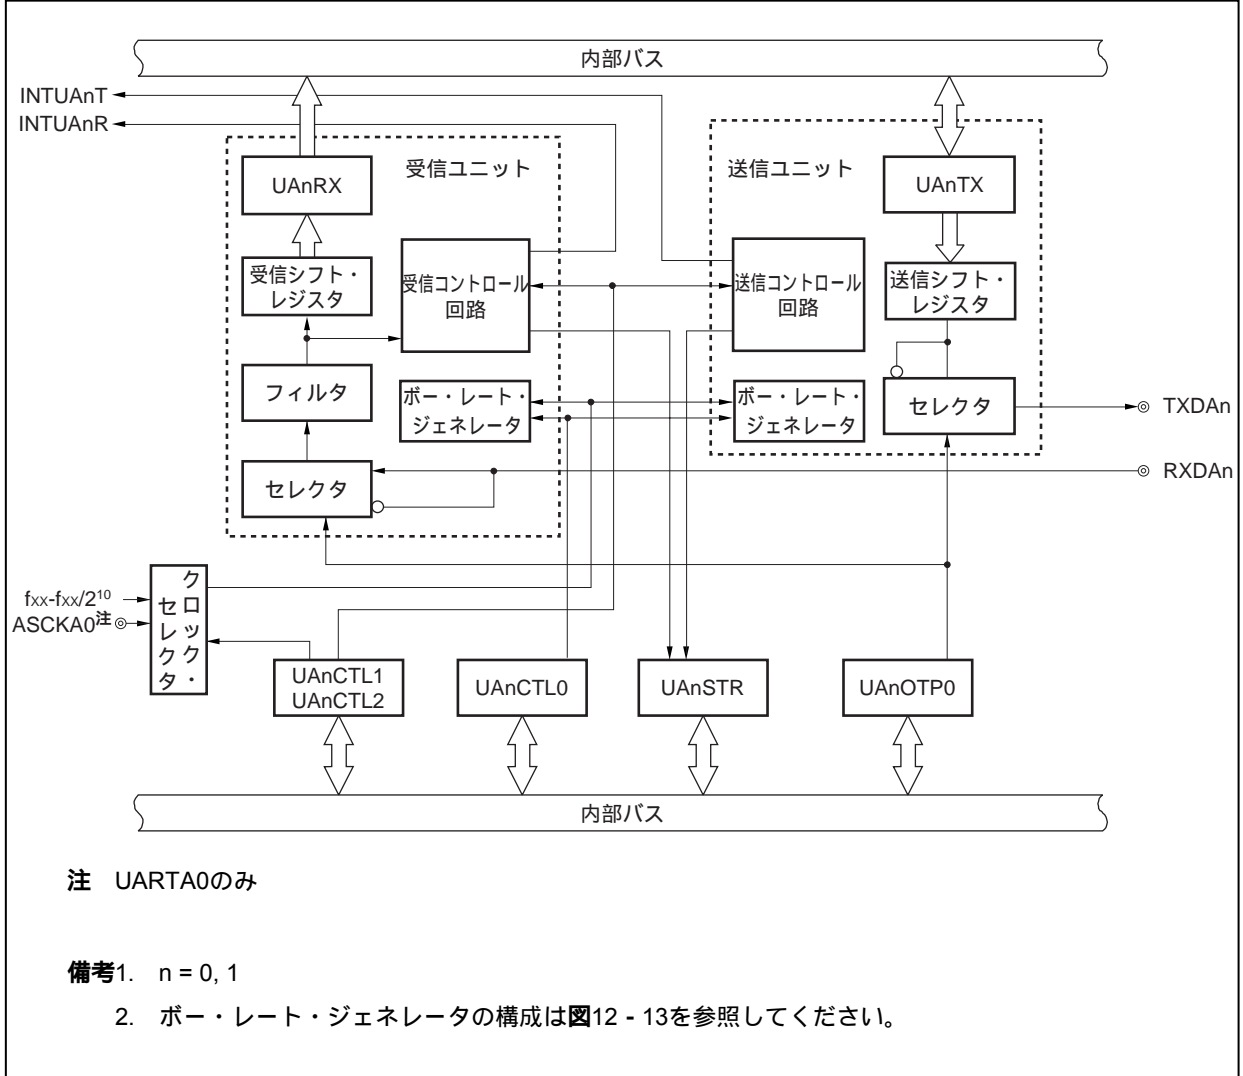 内部バス
INTUAnT
INTUAnR
受信ユニット
送信ユニット
UAnRX
UAnTX
受信シフト・
レジスタ
受信コントロール
回路
送信コントロール
回路
送信シフト・
レジスタ
フィルタ
ボー・レート・
ジェネレータ
ボー・レート・
ジェネレータ
セレクタ
TXDAn
セレクタ
RXDAn
fxx-fxx/2¹⁰
ASCKA0注
クロック・
セレクタ
UAnCTL1
UAnCTL2
UAnCTL0
UAnSTR
UAnOTP0
内部バス
注 UARTA0のみ
備考1. n = 0, 1
2. ボー・レート・ジェネレータの構成は図12 - 13を参照してください。